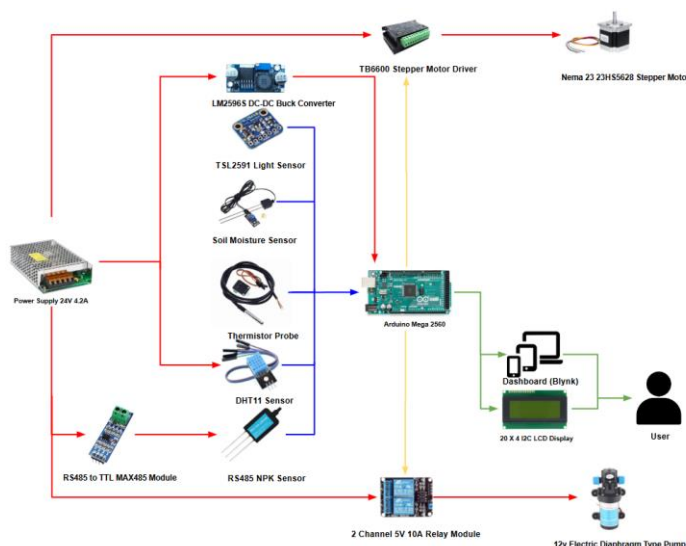 TB6600 Stepper Motor Driver
Nema 23 23HS5628 Stepper Moto
LM2596S DC-DC Buck Converter
TSL2591 Light Sensor
Soil Moisture Sensor
Power Supply 24V 4.2A
Thermistor Probe
Arduino Mega 2560
DHT11 Sensor
Dashboard (Blynk)
20 X 4 I2C LCD Display
User
RS485 to TTL MAX485 Module
RS485 NPK Sensor
2 Channel 5V 10A Relay Module
12v Electric Diaphragm Type Pump